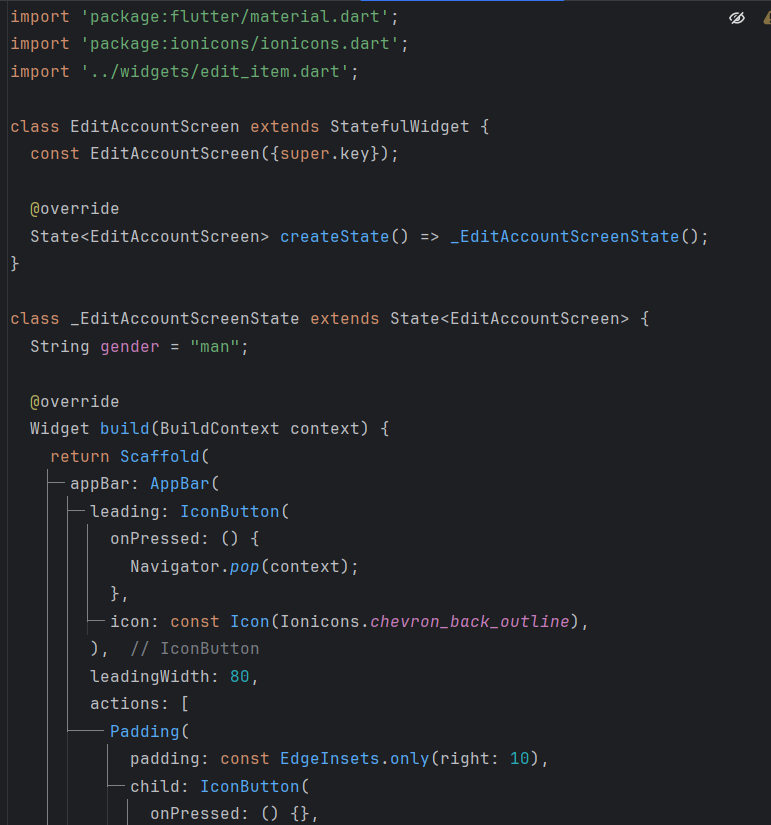 import 'package:flutter/material.dart';
import 'package:ionicons/ionicons.dart';
import '../widgets/edit_item.dart';
class EditAccountScreen extends StatefulWidget {
const EditAccountScreen({super.key});
@override
State<EditAccountScreen> createState() => _EditAccountScreenState();
}
class _EditAccountScreenState extends State<EditAccountScreen> {
String gender = "man";
@override
Widget build(BuildContext context) {
return Scaffold(
appBar: AppBar(
leading: IconButton(
onPressed: () {
Navigator.pop(context);
},
icon: const Icon(Ionicons.chevron_back_outline),
), // IconButton
leadingWidth: 80,
actions: [
Padding(
padding: const EdgeInsets.only(right: 10),
child: IconButton(
onPressed: () {},